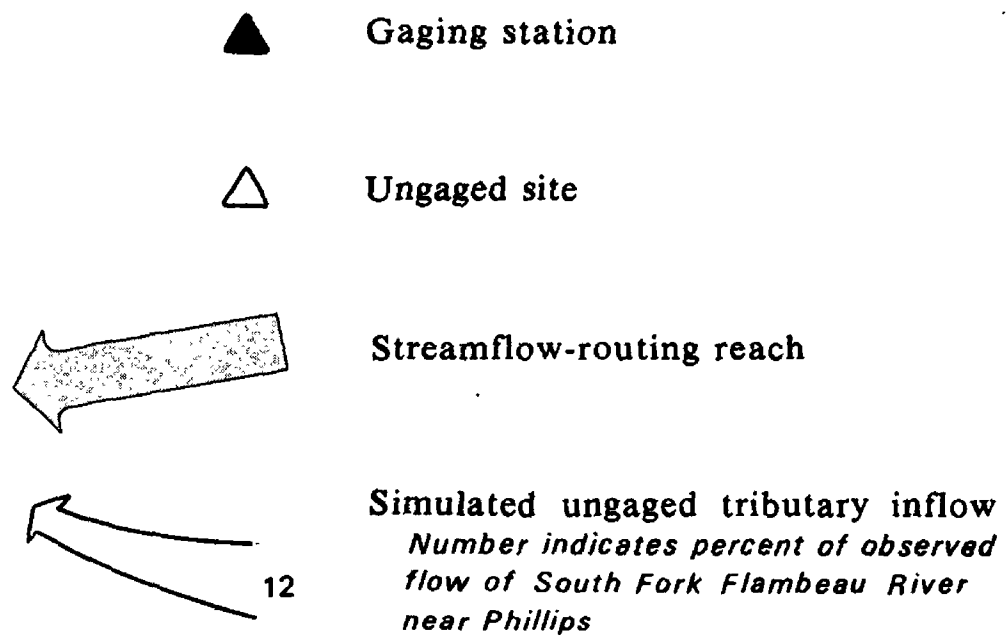 Gaging station
Ungaged site
Streamflow-routing reach
Simulated ungaged tributary inflow
Number indicates percent of observed
12 flow of South Fork Flambeau River
near Phillips